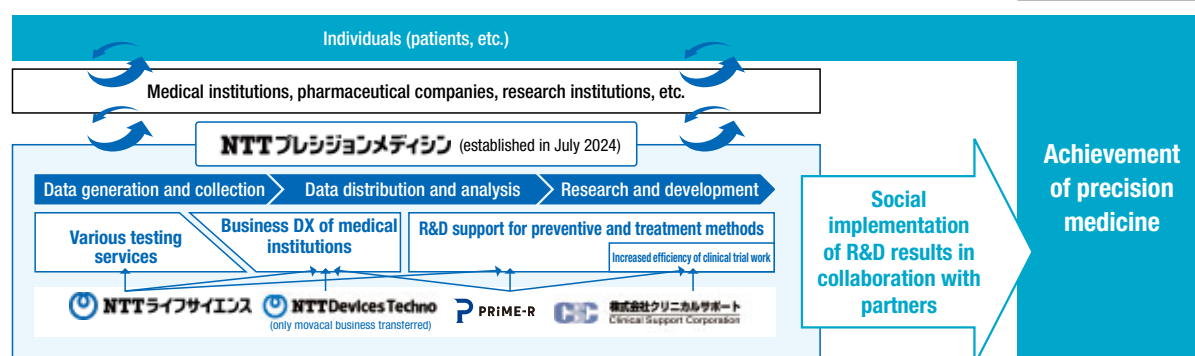 Individuals (patients, etc.)
Medical institutions, pharmaceutical companies, research institutions, etc.
NTTプレシジョンメディシン (established in July 2024)
Data generation and collection
Data distribution and analysis
Research and development
Various testing
services
Business DX of medical
institutions
R&D support for preventive and treatment methods
Increased efficiency of clinical trial work
NTTライフサイエンス
NTT Devices Techno
(only movacal business transferred)
PRiME-R
CSC
株式会社クリニカルサポート
Clinical Support Corporation
Social
implementation
of R&D results in
collaboration with
partners
Achievement
of precision
medicine